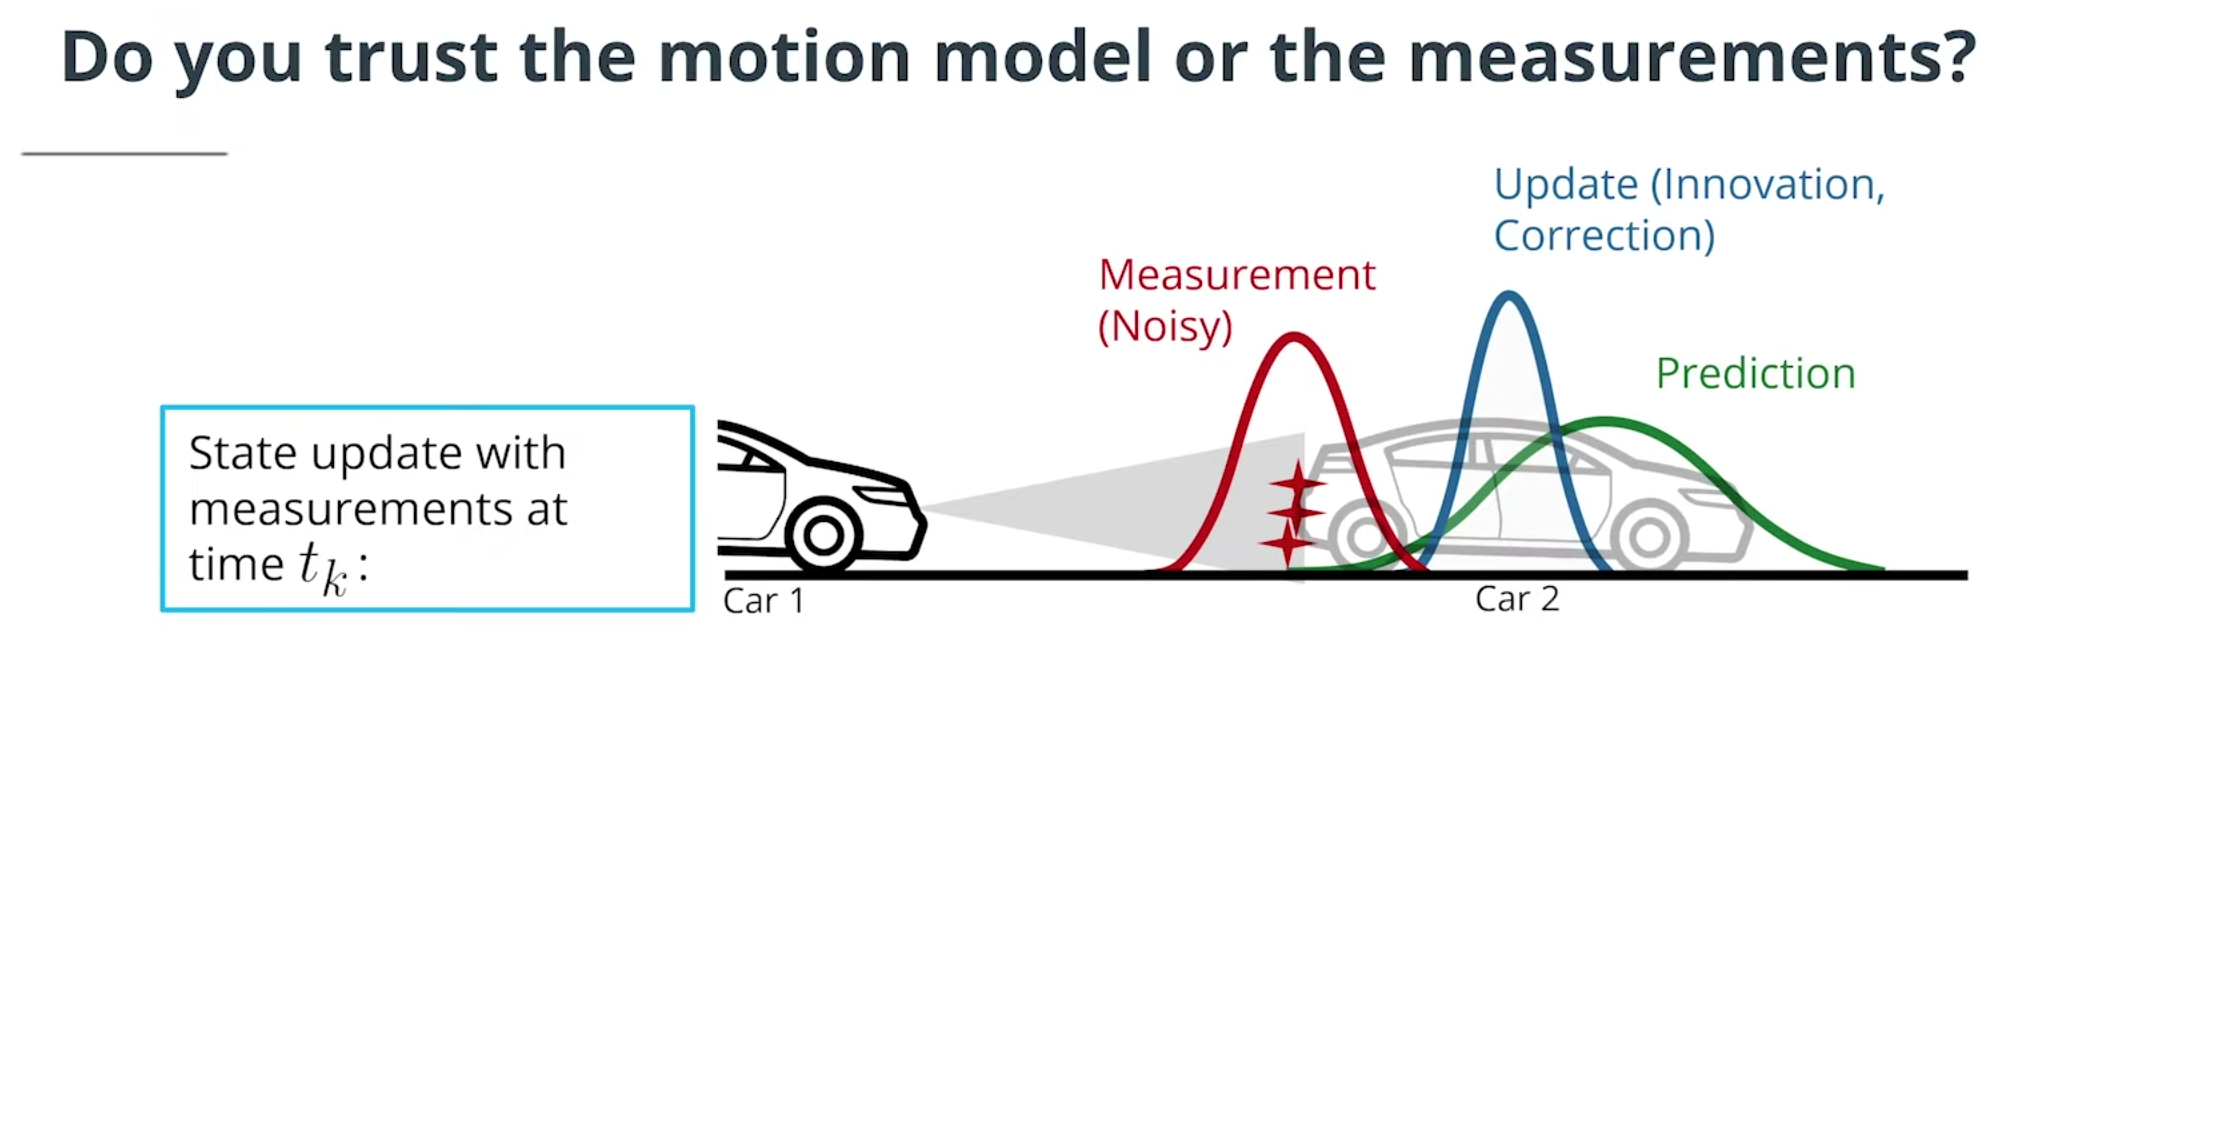 Do you trust the motion model or the measurements?
Update (Innovation,
Correction)
Measurement
(Noisy)
Prediction
State update with
measurements at
time t_k:
Car 1
Car 2